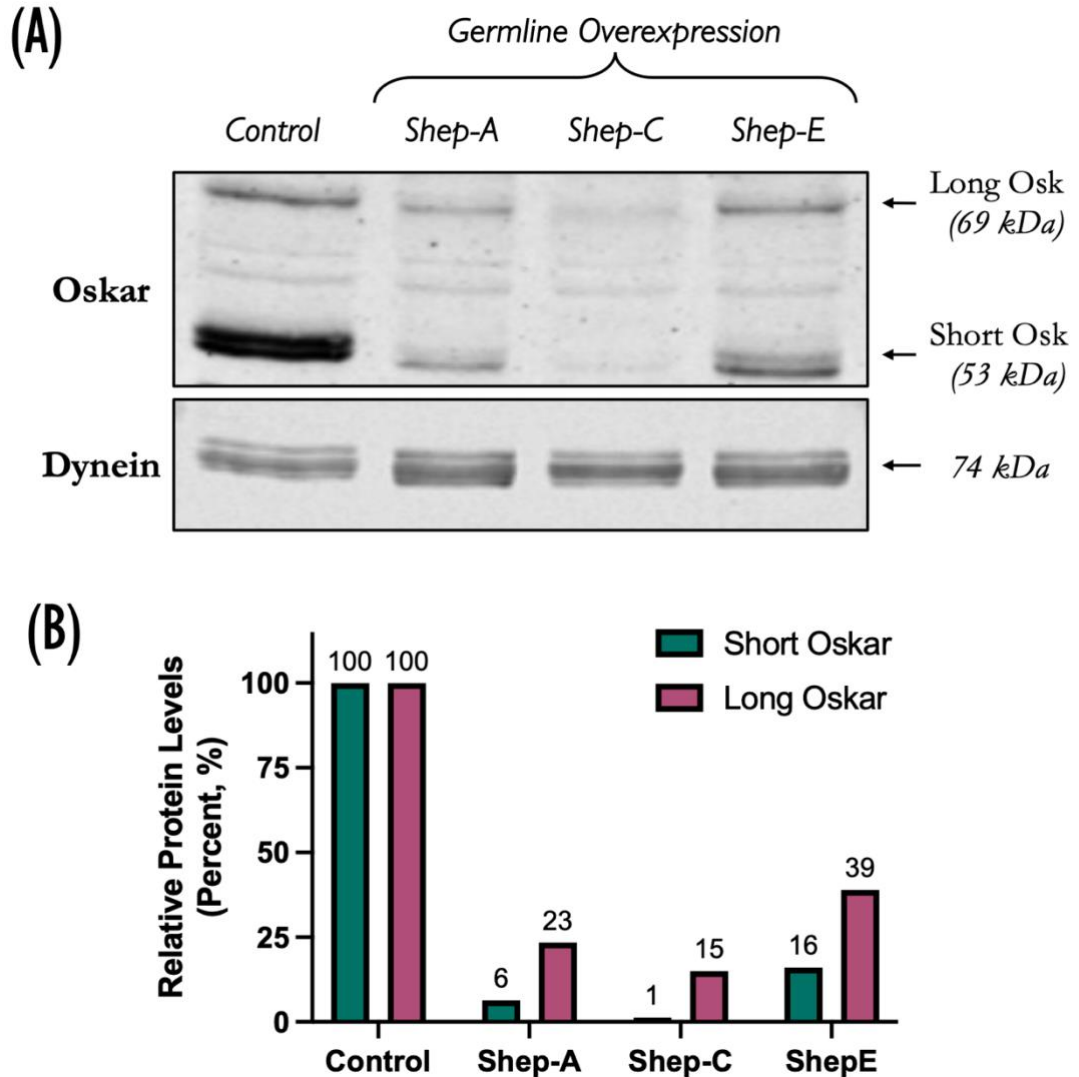 (A)
Germline Overexpression
Control Shep-A Shep-C Shep-E
Long Osk
(69 kDa)
Oskar
Short Osk
(53 kDa)
Dynein
74 kDa
(B)
Relative Protein Levels
(Percent, %)
100
75
50
25
0
100 100
6 23
1 15
16 39
Short Oskar
Long Oskar
Control Shep-A Shep-C ShepE